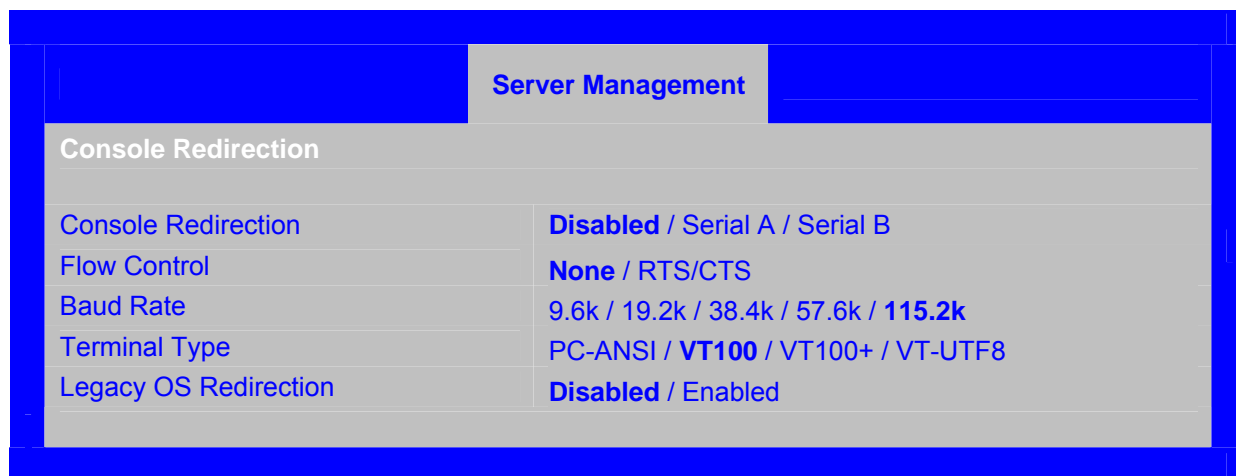 Server Management
Console Redirection
Console Redirection Disabled / Serial A / Serial B
Flow Control None / RTS/CTS
Baud Rate 9.6k / 19.2k / 38.4k / 57.6k / 115.2k
Terminal Type PC-ANSI / VT100 / VT100+ / VT-UTF8
Legacy OS Redirection Disabled / Enabled